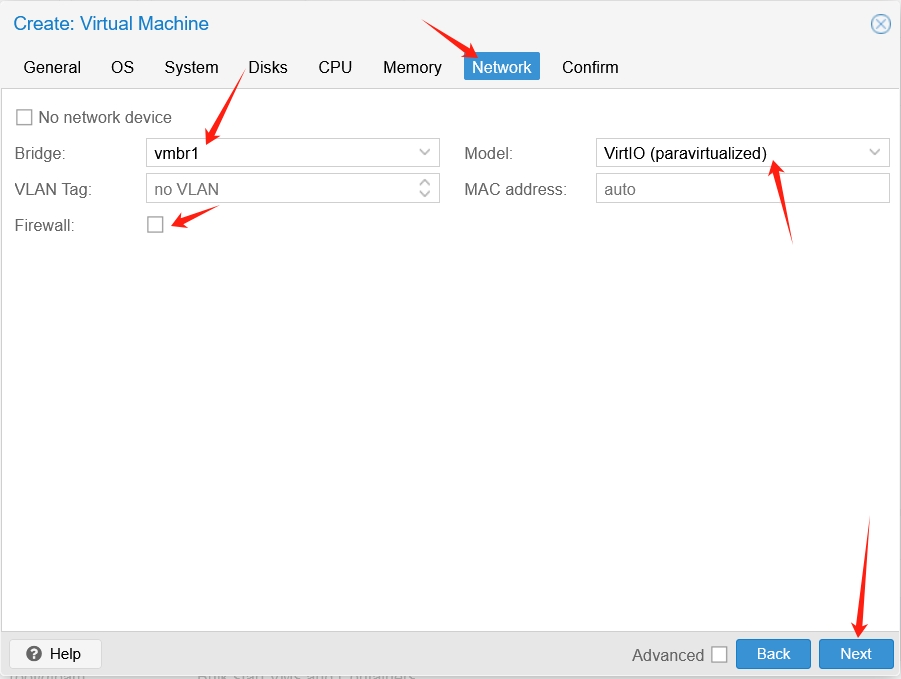 Create: Virtual Machine
General OS System Disks CPU Memory Network Confirm
No network device
Bridge: vmbr1 Model: VirtIO (paravirtualized)
VLAN Tag: no VLAN MAC address: auto
Firewall:
Help Advanced Back Next